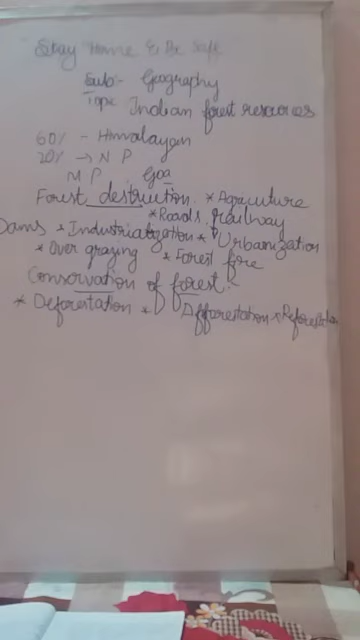 Stay Home & Be Safe
Sub:- Geography
Topic Indian forest resources
60% - Himalayan
20% → N P
M P Goa
Forest destruction. * Agriculture
* Roads, Railway
Dams * Industrialization * Urbanization
* Over grazing * Forest fire
Conservation of forest:-
* Deforestation * Afforestation * Reforestation